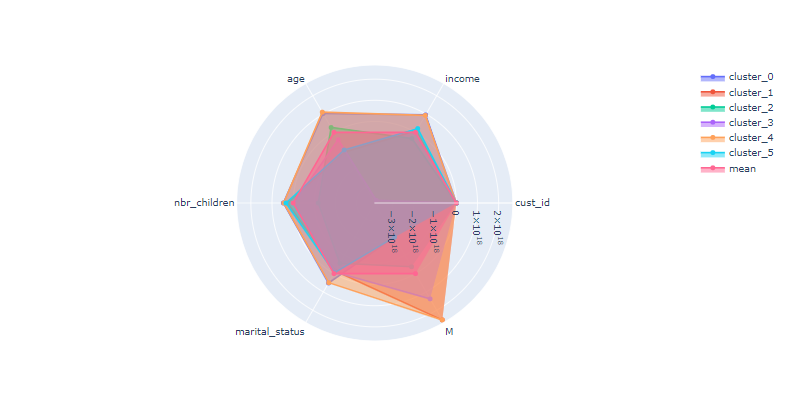 age
income
nbr_children
cust_id
marital_status
M
−3×10¹⁸
−2×10¹⁸
−1×10¹⁸
0
1×10¹⁸
2×10¹⁸
cluster_0
cluster_1
cluster_2
cluster_3
cluster_4
cluster_5
mean